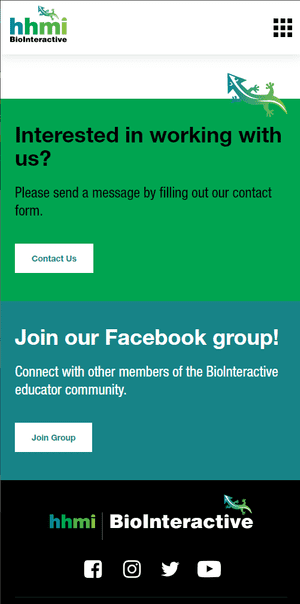 hhmi
BioInteractive
Interested in working with
us?
Please send a message by filling out our contact
form.
Contact Us
Join our Facebook group!
Connect with other members of the BioInteractive
educator community.
Join Group
hhmi BioInteractive